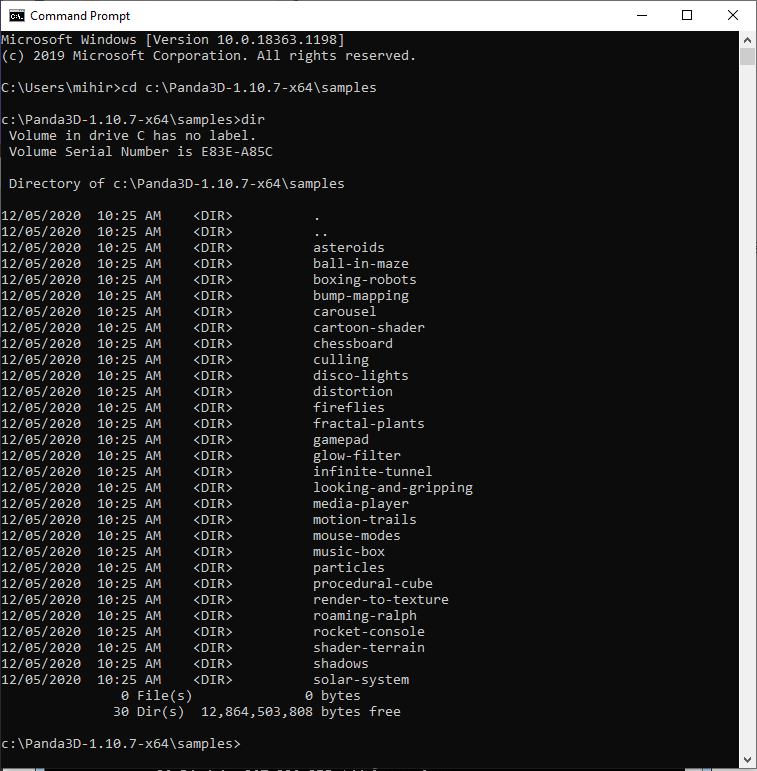 Command Prompt
Microsoft Windows [Version 10.0.18363.1198]
(c) 2019 Microsoft Corporation. All rights reserved.
C:\Users\mihir>cd c:\Panda3D-1.10.7-x64\samples
c:\Panda3D-1.10.7-x64\samples>dir
Volume in drive C has no label.
Volume Serial Number is E83E-A85C
Directory of c:\Panda3D-1.10.7-x64\samples
12/05/2020  10:25 AM    <DIR>          .
12/05/2020  10:25 AM    <DIR>          ..
12/05/2020  10:25 AM    <DIR>          asteroids
12/05/2020  10:25 AM    <DIR>          ball-in-maze
12/05/2020  10:25 AM    <DIR>          boxing-robots
12/05/2020  10:25 AM    <DIR>          bump-mapping
12/05/2020  10:25 AM    <DIR>          carousel
12/05/2020  10:25 AM    <DIR>          cartoon-shader
12/05/2020  10:25 AM    <DIR>          chessboard
12/05/2020  10:25 AM    <DIR>          culling
12/05/2020  10:25 AM    <DIR>          disco-lights
12/05/2020  10:25 AM    <DIR>          distortion
12/05/2020  10:25 AM    <DIR>          fireflies
12/05/2020  10:25 AM    <DIR>          fractal-plants
12/05/2020  10:25 AM    <DIR>          gamepad
12/05/2020  10:25 AM    <DIR>          glow-filter
12/05/2020  10:25 AM    <DIR>          infinite-tunnel
12/05/2020  10:25 AM    <DIR>          looking-and-gripping
12/05/2020  10:25 AM    <DIR>          media-player
12/05/2020  10:25 AM    <DIR>          motion-trails
12/05/2020  10:25 AM    <DIR>          mouse-modes
12/05/2020  10:25 AM    <DIR>          music-box
12/05/2020  10:25 AM    <DIR>          particles
12/05/2020  10:25 AM    <DIR>          procedural-cube
12/05/2020  10:25 AM    <DIR>          render-to-texture
12/05/2020  10:25 AM    <DIR>          roaming-ralph
12/05/2020  10:25 AM    <DIR>          rocket-console
12/05/2020  10:25 AM    <DIR>          shader-terrain
12/05/2020  10:25 AM    <DIR>          shadows
12/05/2020  10:25 AM    <DIR>          solar-system
0 File(s)              0 bytes
30 Dir(s)  12,864,503,808 bytes free
c:\Panda3D-1.10.7-x64\samples>